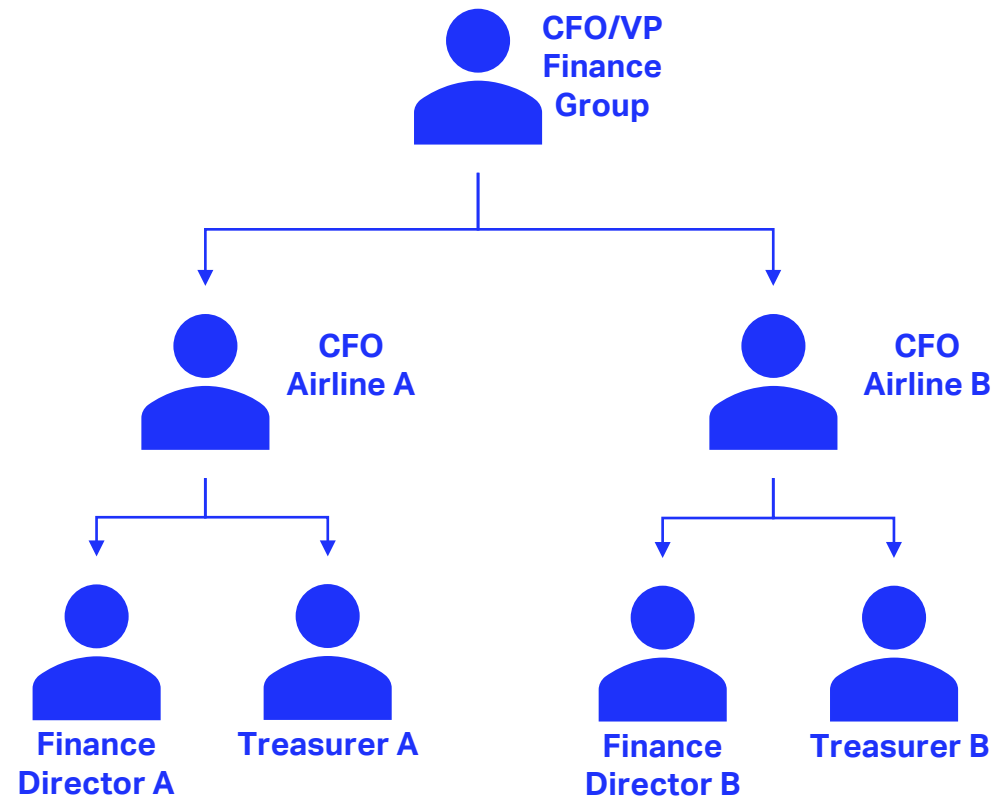 CFO/VP
Finance
Group
CFO
Airline A
CFO
Airline B
Finance
Director A
Treasurer A
Finance
Director B
Treasurer B